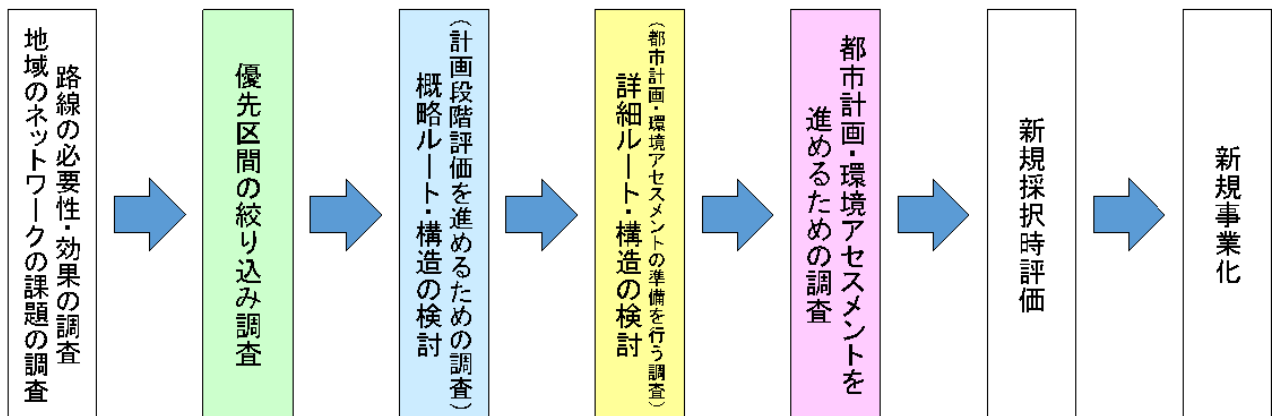 路線の必要性・効果の調査
地域のネットワークの課題の調査
優先区間の絞り込み調査
概略ルート・構造の検討
（計画段階評価を進めるための調査）
詳細ルート・構造の検討
（都市計画・環境アセスメントの準備を行う調査）
都市計画・環境アセスメントを
進めるための調査
新規採択時評価
新規事業化